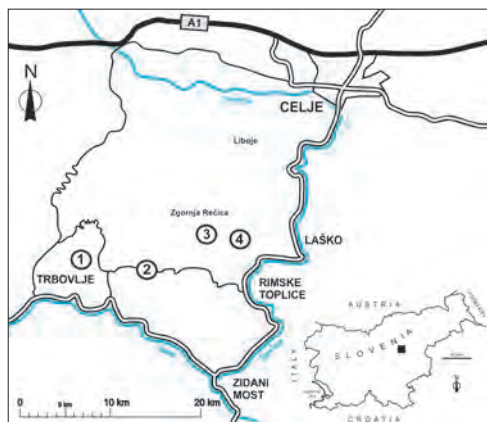 A1
N
CELJE
Liboje
Zgornja Rečica
3
4
1
2
LAŠKO
TRBOVLJE
RIMSKE
TOPLICE
ZIDANI
MOST
0
10 km
20 km
AUSTRIA
SLOVENIA
ITALY
CROATIA
N